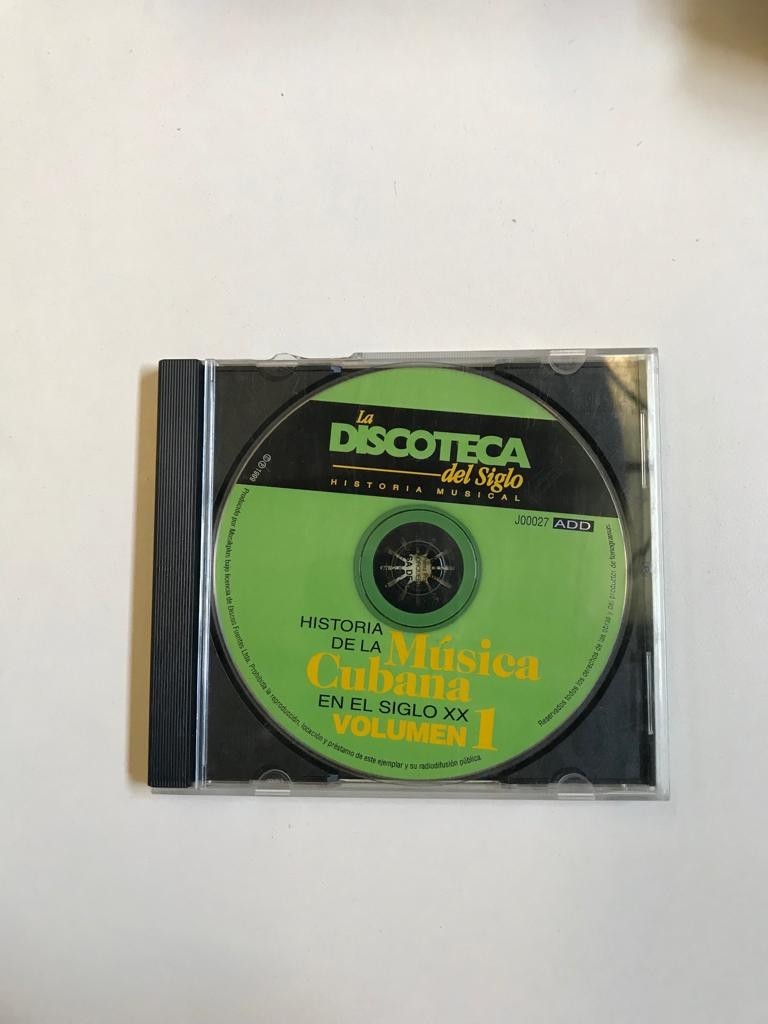 La
DISCOTECA
del Siglo
HISTORIA MUSICAL
℗©1999
J00027 ADD
HISTORIA
DE LA Música
Cubana
EN EL SIGLO XX
VOLUMEN 1
Producido por bajo licencia de Discos Fuentes Ltda. Prohibida la reproducción, locación y préstamo de este ejemplar y su radiodifusión pública.
Reservados todos los derechos de las obras y del productor de fonogramas.